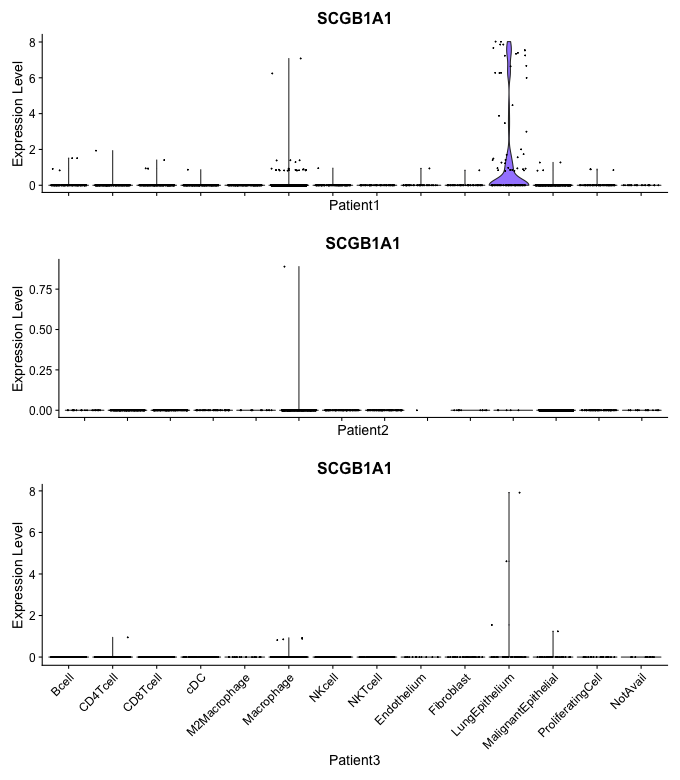 SCGB1A1
Expression Level
8
6
4
2
0
Patient1
SCGB1A1
Expression Level
0.75
0.50
0.25
0.00
Patient2
SCGB1A1
Expression Level
8
6
4
2
0
Bcell
CD4Tcell
CD8Tcell
cDC
M2Macrophage
Macrophage
NKcell
NKTcell
Endothelium
Fibroblast
LungEpithelium
MalignantEpithelial
ProliferatingCell
NotAvail
Patient3